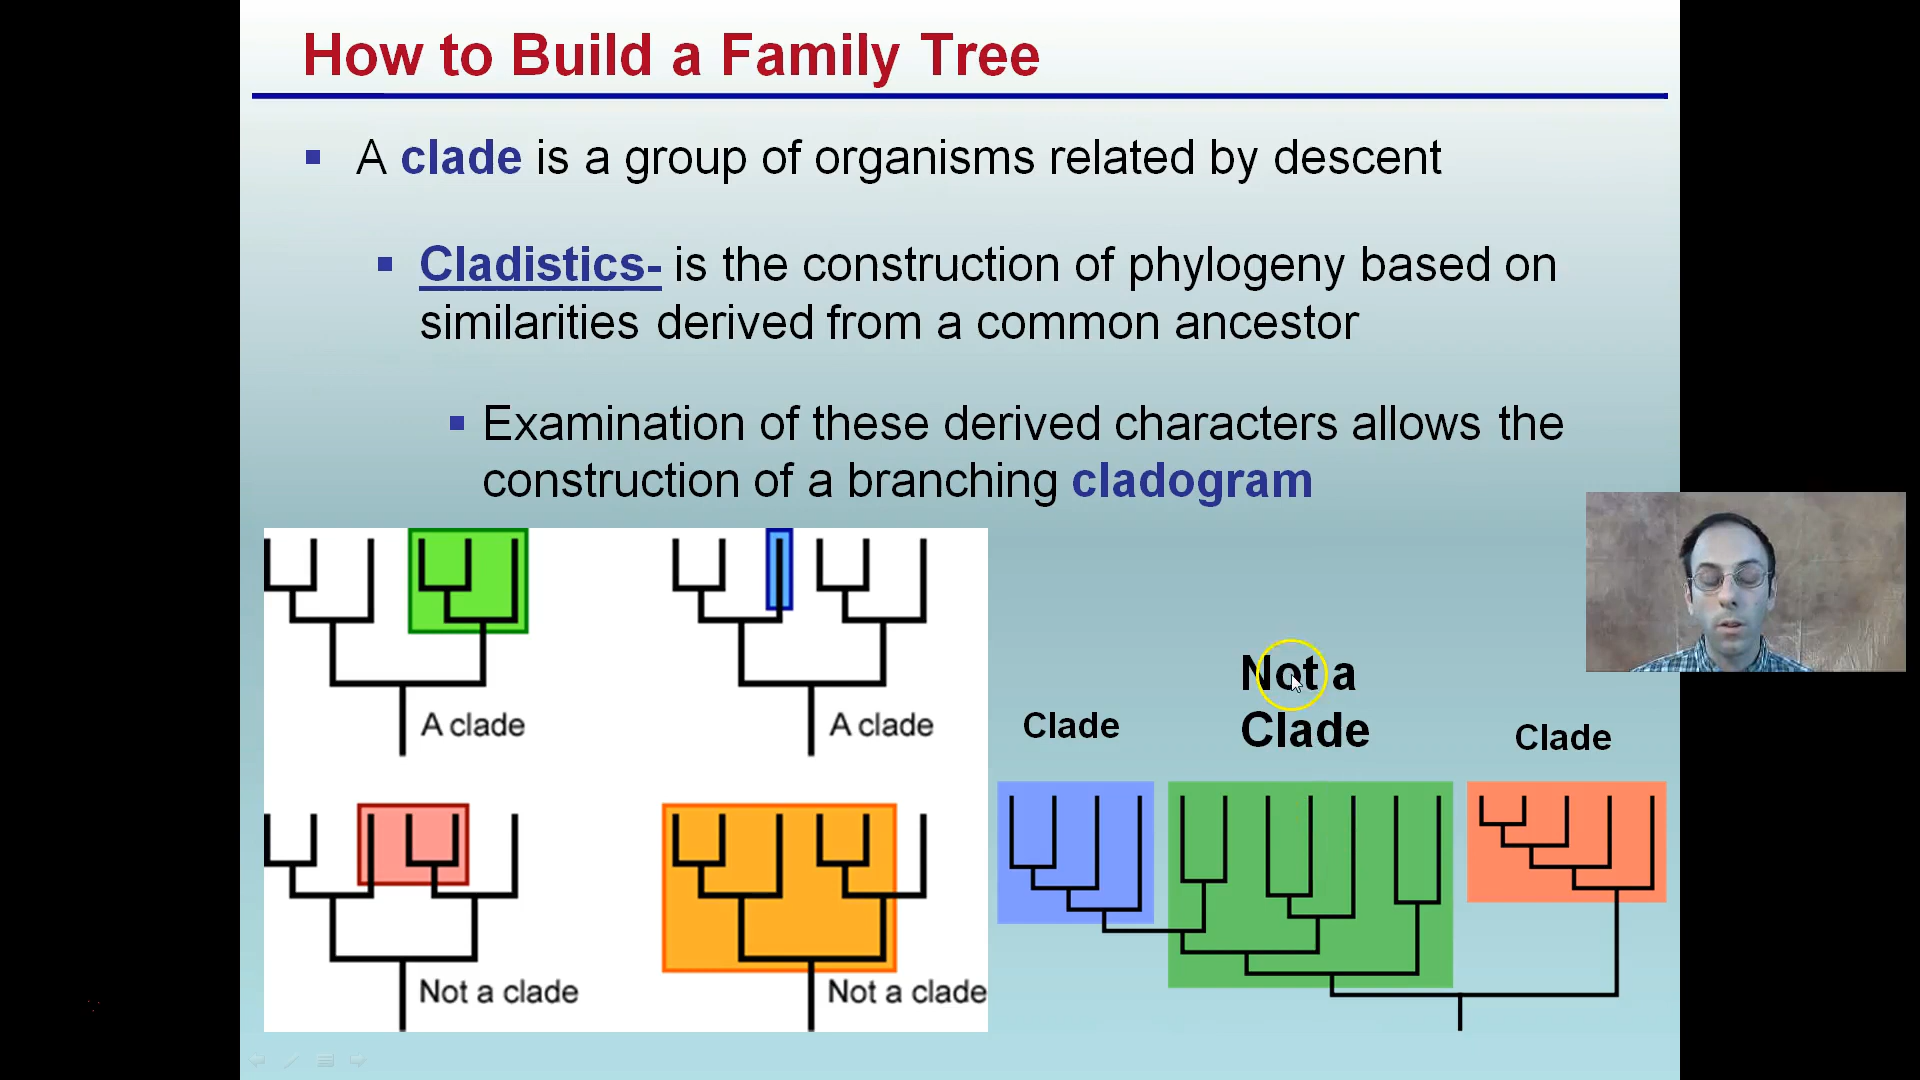 How to Build a Family Tree
A clade is a group of organisms related by descent
Cladistics- is the construction of phylogeny based on
similarities derived from a common ancestor
Examination of these derived characters allows the
construction of a branching cladogram
A clade
A clade
Not a clade
Not a clade
Clade
Not a
Clade
Clade